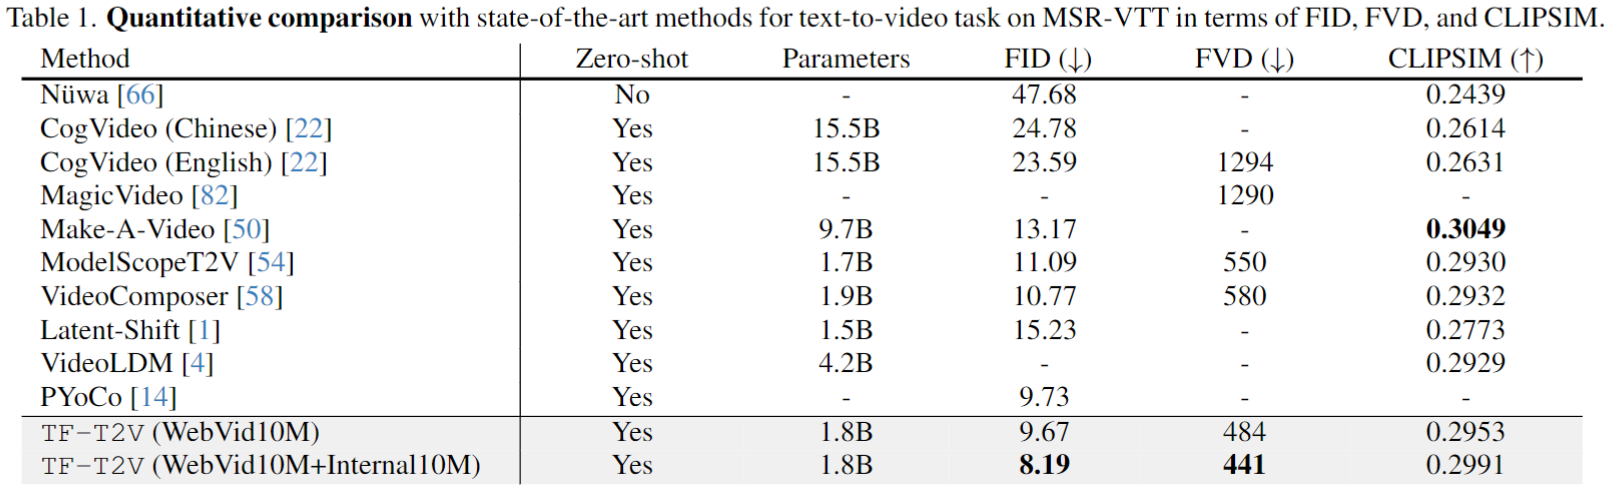 Table 1. Quantitative comparison with state-of-the-art methods for text-to-video task on MSR-VTT in terms of FID, FVD, and CLIPSIM.
Method Zero-shot Parameters FID (↓) FVD (↓) CLIPSIM (↑)
Nüwa [66] No - 47.68 - 0.2439
CogVideo (Chinese) [22] Yes 15.5B 24.78 - 0.2614
CogVideo (English) [22] Yes 15.5B 23.59 1294 0.2631
MagicVideo [82] Yes - - 1290 -
Make-A-Video [50] Yes 9.7B 13.17 - 0.3049
ModelScopeT2V [54] Yes 1.7B 11.09 550 0.2930
VideoComposer [58] Yes 1.9B 10.77 580 0.2932
Latent-Shift [1] Yes 1.5B 15.23 - 0.2773
VideoLDM [4] Yes 4.2B - - 0.2929
PYoCo [14] Yes - 9.73 - -
TF-T2V (WebVid10M) Yes 1.8B 9.67 484 0.2953
TF-T2V (WebVid10M+Internal10M) Yes 1.8B 8.19 441 0.2991